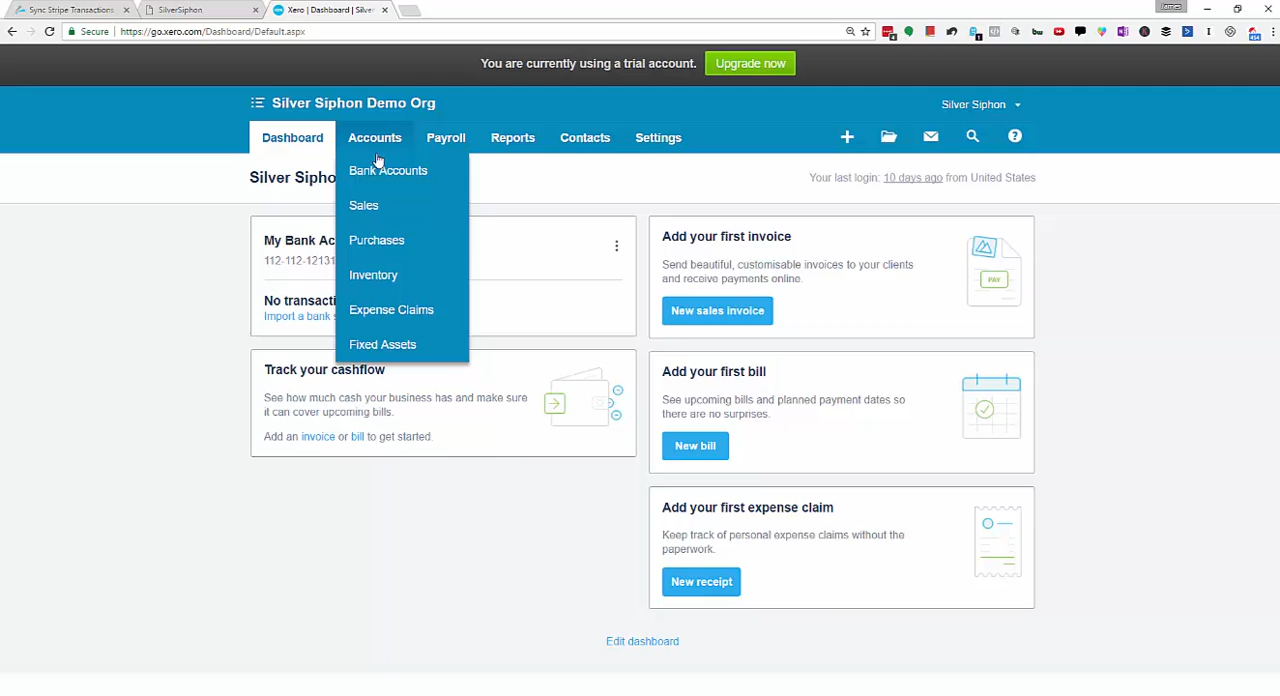 Sync Stripe Transactions
SilverSiphon
Xero | Dashboard | Silver
James
Secure
https://go.xero.com/Dashboard/Default.aspx
You are currently using a trial account.
Upgrade now
Silver Siphon Demo Org
Silver Siphon
Dashboard
Accounts
Payroll
Reports
Contacts
Settings
Silver Siph
Your last login: 10 days ago from United States
Bank Accounts
Sales
Purchases
Inventory
Expense Claims
Fixed Assets
My Bank Ac
112-112-12131
No transacti
Import a bank s
Track your cashflow
See how much cash your business has and make sure
it can cover upcoming bills.
Add an invoice or bill to get started.
Add your first invoice
Send beautiful, customisable invoices to your clients
and receive payments online.
PAY
New sales invoice
Add your first bill
See upcoming bills and planned payment dates so
there are no surprises.
New bill
Add your first expense claim
Keep track of personal expense claims without the
paperwork.
New receipt
Edit dashboard